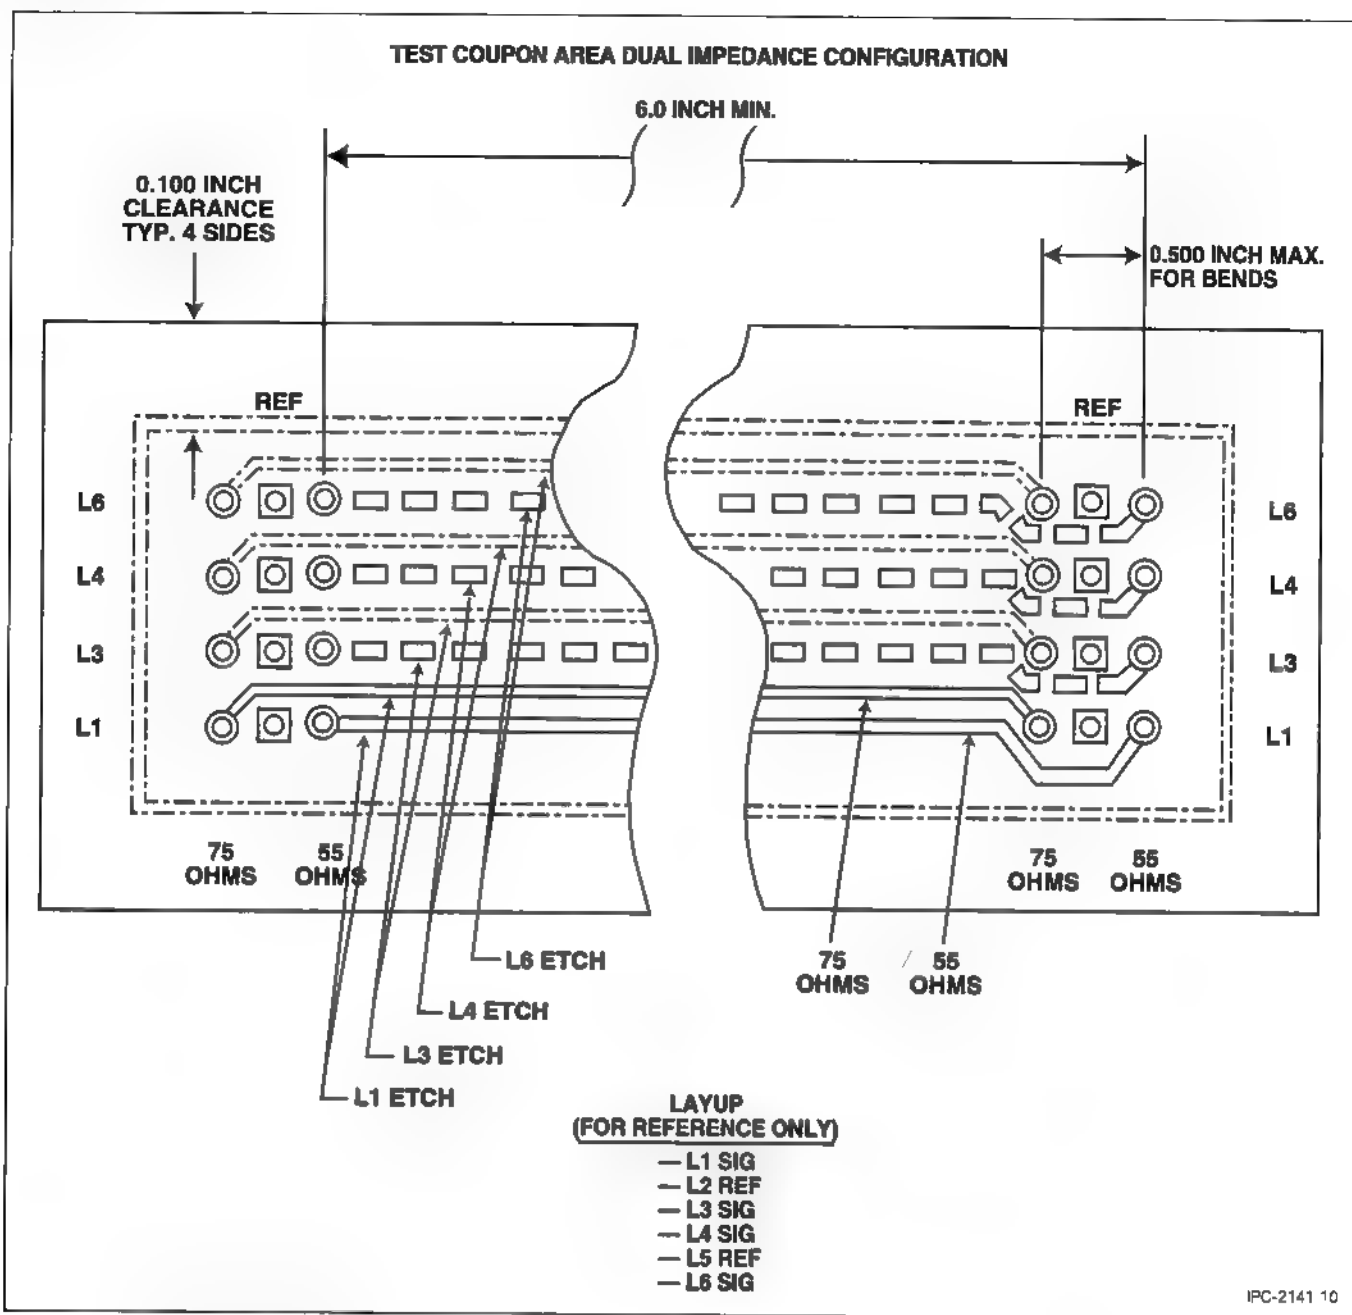 TEST COUPON AREA DUAL IMPEDANCE CONFIGURATION
6.0 INCH MIN.
0.100 INCH
CLEARANCE
TYP. 4 SIDES
0.500 INCH MAX.
FOR BENDS
REF
REF
L6
L6
L4
L4
L3
L3
L1
L1
75
OHMS
55
OHMS
75
OHMS
55
OHMS
L6 ETCH
75
OHMS
55
OHMS
L4 ETCH
L3 ETCH
L1 ETCH
LAYUP
(FOR REFERENCE ONLY)
— L1 SIG
— L2 REF
— L3 SIG
— L4 SIG
— L5 REF
— L6 SIG
IPC-2141 10